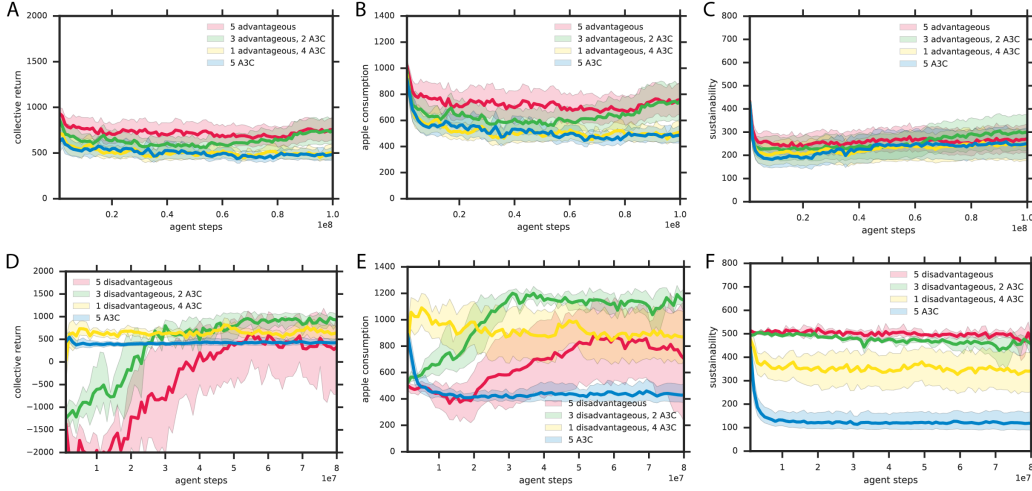 A
collective return
2000
1500
1000
500
0
5 advantageous
3 advantageous, 2 A3C
1 advantageous, 4 A3C
5 A3C
0.2 0.4 0.6 0.8 1.0
1e8
agent steps
B
apple consumption
1400
1200
1000
800
600
400
200
0
5 advantageous
3 advantageous, 2 A3C
1 advantageous, 4 A3C
5 A3C
0.2 0.4 0.6 0.8 1.0
1e8
agent steps
C
sustainability
800
700
600
500
400
300
200
100
0
5 advantageous
3 advantageous, 2 A3C
1 advantageous, 4 A3C
5 A3C
0.2 0.4 0.6 0.8 1.0
1e8
agent steps
D
collective return
2000
1500
1000
500
0
−500
−1000
−1500
−2000
5 disadvantageous
3 disadvantageous, 2 A3C
1 disadvantageous, 4 A3C
5 A3C
1 2 3 4 5 6 7 8
1e7
agent steps
E
apple consumption
1400
1200
1000
800
600
400
200
0
5 disadvantageous
3 disadvantageous, 2 A3C
1 disadvantageous, 4 A3C
5 A3C
1 2 3 4 5 6 7 8
1e7
agent steps
F
sustainability
800
700
600
500
400
300
200
100
0
5 disadvantageous
3 disadvantageous, 2 A3C
1 disadvantageous, 4 A3C
5 A3C
1 2 3 4 5 6 7 8
1e7
agent steps